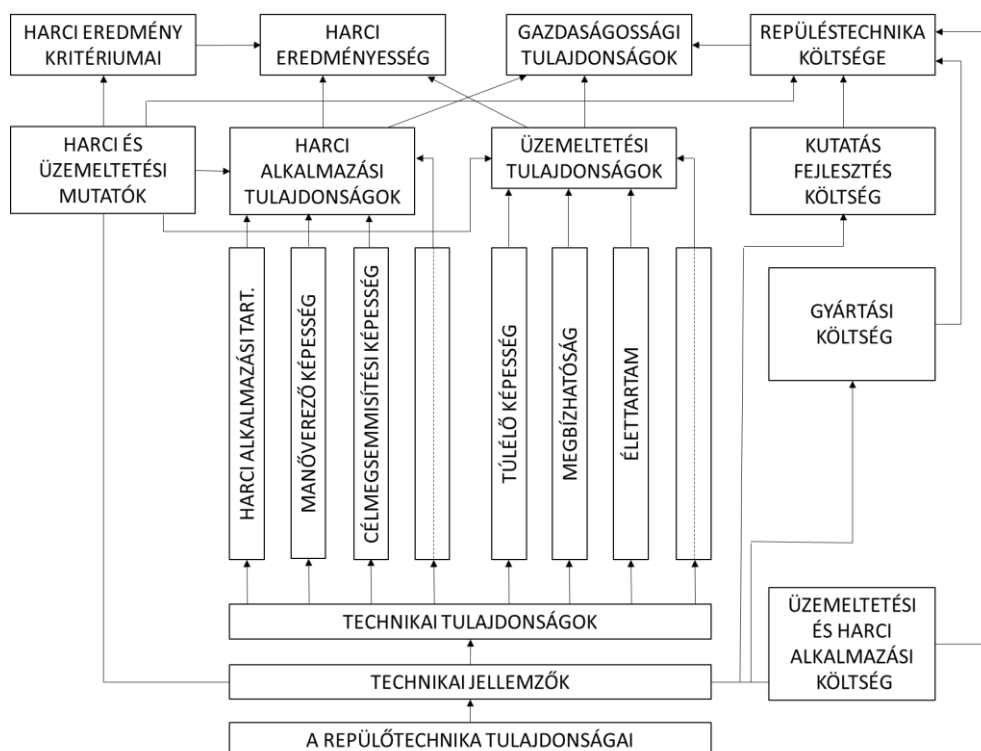 HARCI EREDMÉNY
KRITÉRIUMAI
HARCI
EREDMÉNYESSÉG
GAZDASÁGOSSÁGI
TULAJDONSÁGOK
REPÜLÉSTECHNIKA
KÖLTSÉGE
HARCI ÉS
ÜZEMELTETÉSI
MUTATÓK
HARCI
ALKALMAZÁSI
TULAJDONSÁGOK
ÜZEMELTETÉSI
TULAJDONSÁGOK
KUTATÁS
FEJLESZTÉS
KÖLTSÉG
HARCI ALKALMAZÁSI TART.
MANŐVEREZŐ KÉPESSÉG
CÉLMEGSEMMISÍTÉSI KÉPESSÉG
TÚLÉLŐ KÉPESSÉG
MEGBÍZHATÓSÁG
ÉLETTARTAM
GYÁRTÁSI
KÖLTSÉG
TECHNIKAI TULAJDONSÁGOK
ÜZEMELTETÉSI
ÉS HARCI
ALKALMAZÁSI
KÖLTSÉG
TECHNIKAI JELLEMZŐK
A REPÜLŐTECHNIKA TULAJDONSÁGAI